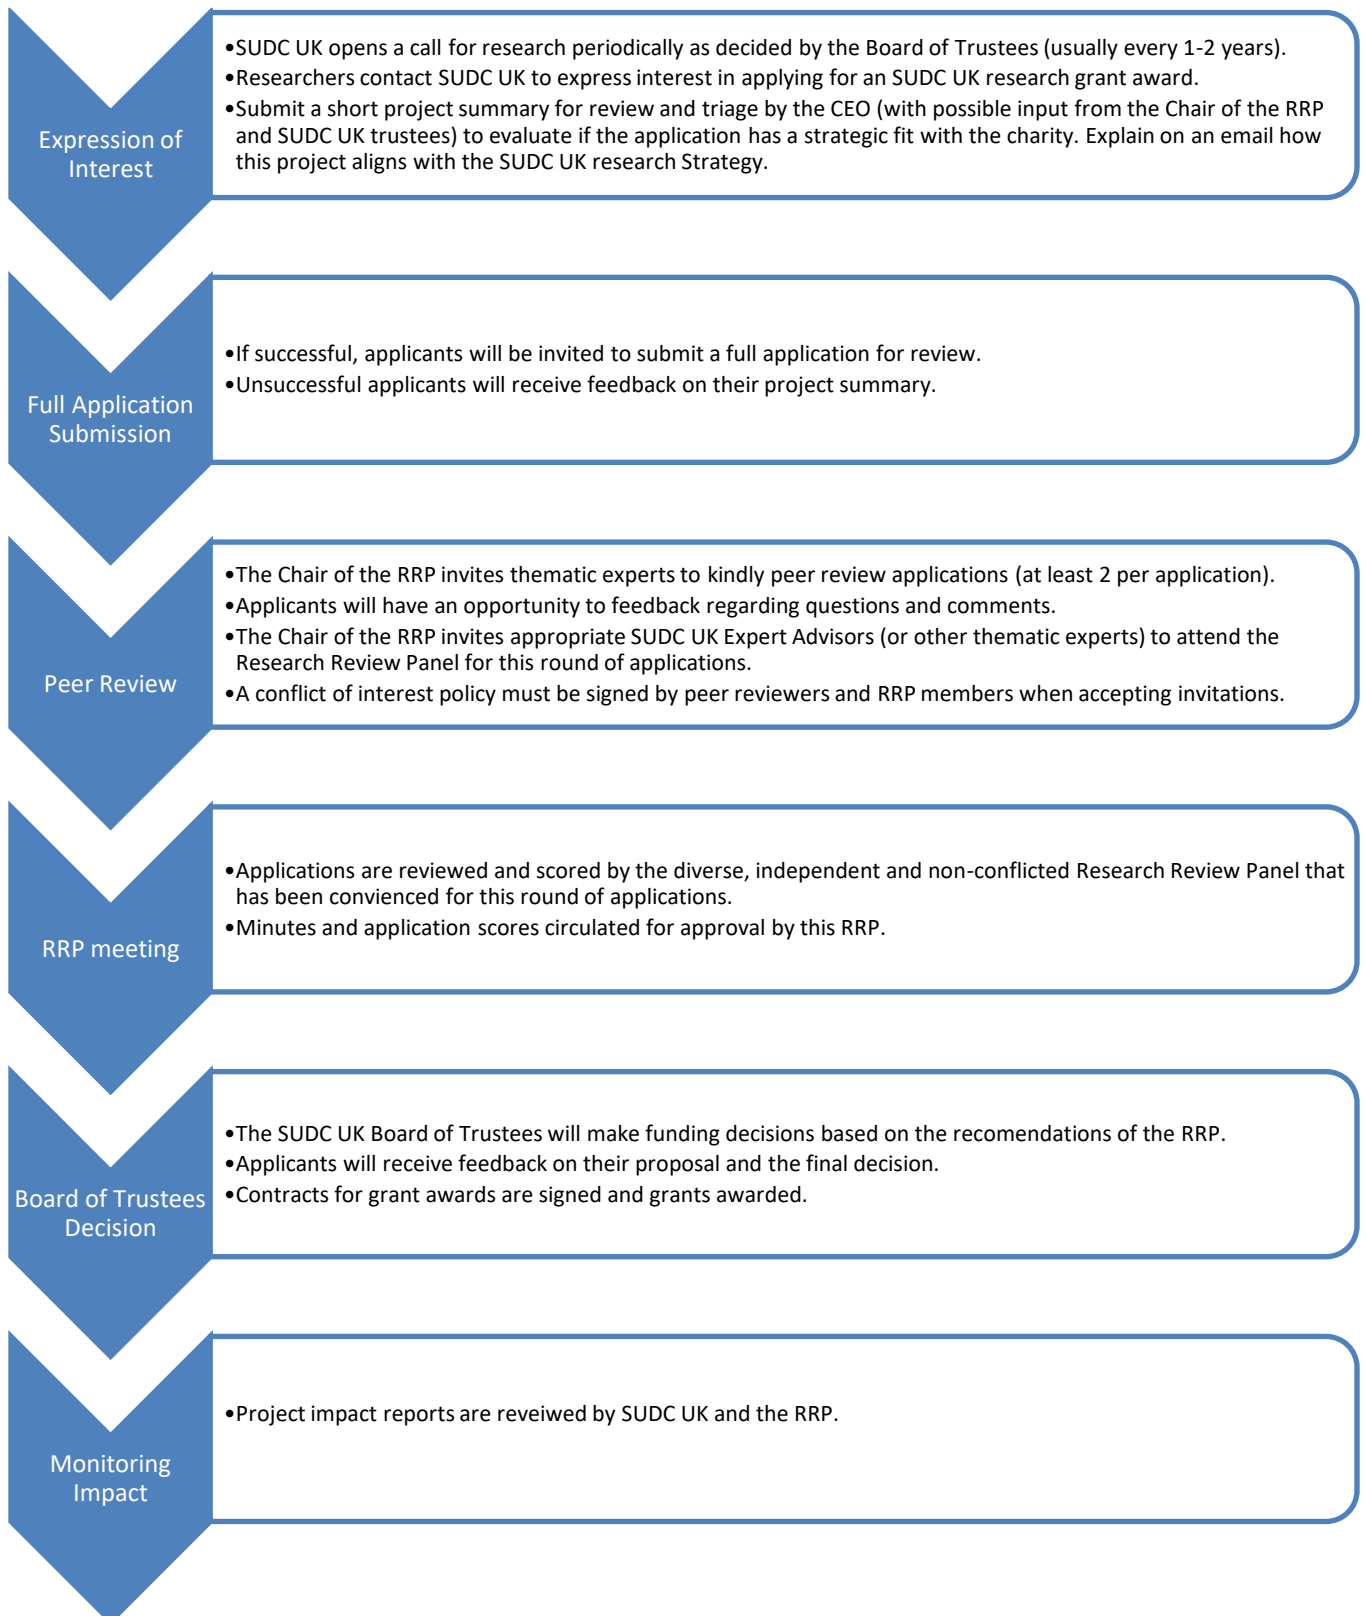 Expression of
Interest
•SUDC UK opens a call for research periodically as decided by the Board of Trustees (usually every 1-2 years).
•Researchers contact SUDC UK to express interest in applying for an SUDC UK research grant award.
•Submit a short project summary for review and triage by the CEO (with possible input from the Chair of the RRP
and SUDC UK trustees) to evaluate if the application has a strategic fit with the charity. Explain on an email how
this project aligns with the SUDC UK research Strategy.
Full Application
Submission
•If successful, applicants will be invited to submit a full application for review.
•Unsuccessful applicants will receive feedback on their project summary.
Peer Review
•The Chair of the RRP invites thematic experts to kindly peer review applications (at least 2 per application).
•Applicants will have an opportunity to feedback regarding questions and comments.
•The Chair of the RRP invites appropriate SUDC UK Expert Advisors (or other thematic experts) to attend the
Research Review Panel for this round of applications.
•A conflict of interest policy must be signed by peer reviewers and RRP members when accepting invitations.
RRP meeting
•Applications are reviewed and scored by the diverse, independent and non-conflicted Research Review Panel that
has been convienced for this round of applications.
•Minutes and application scores circulated for approval by this RRP.
Board of Trustees
Decision
•The SUDC UK Board of Trustees will make funding decisions based on the recomendations of the RRP.
•Applicants will receive feedback on their proposal and the final decision.
•Contracts for grant awards are signed and grants awarded.
Monitoring
Impact
•Project impact reports are reveiwed by SUDC UK and the RRP.